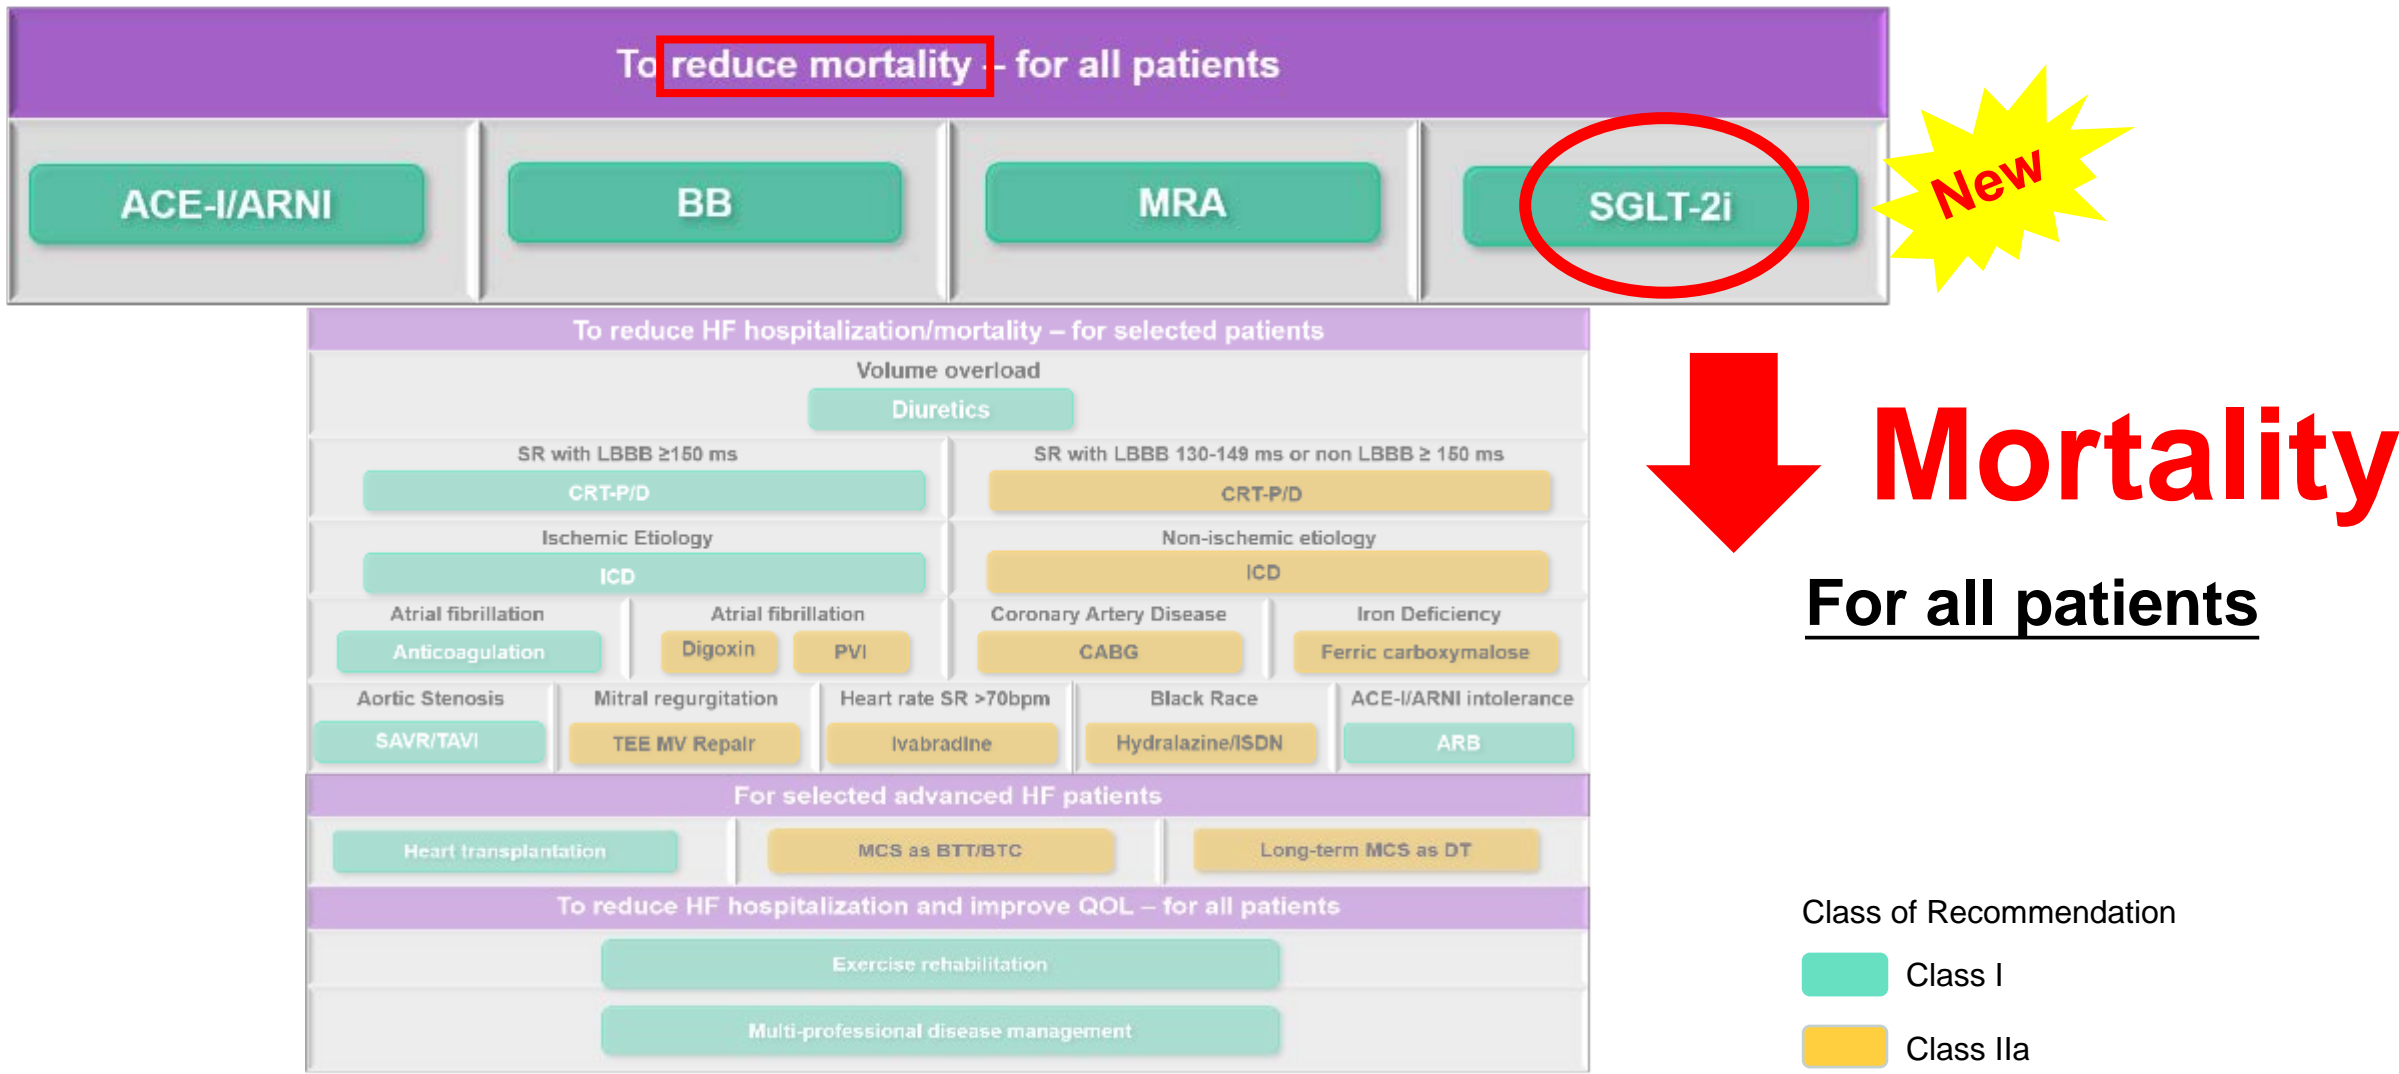 To reduce mortality – for all patients
ACE-I/ARNI
BB
MRA
SGLT-2i
New
To reduce HF hospitalization/mortality – for selected patients
Volume overload
Diuretics
SR with LBBB ≥150 ms
SR with LBBB 130-149 ms or non LBBB ≥ 150 ms
CRT-P/D
CRT-P/D
Ischemic Etiology
Non-ischemic etiology
ICD
ICD
Atrial fibrillation
Atrial fibrillation
Coronary Artery Disease
Iron Deficiency
Anticoagulation
Digoxin
PVI
CABG
Ferric carboxymalose
Aortic Stenosis
Mitral regurgitation
Heart rate SR >70bpm
Black Race
ACE-I/ARNI intolerance
SAVR/TAVI
TEE MV Repair
Ivabradine
Hydralazine/ISDN
ARB
For selected advanced HF patients
Heart transplantation
MCS as BTT/BTC
Long-term MCS as DT
To reduce HF hospitalization and improve QOL – for all patients
Exercise rehabilitation
Multi-professional disease management
Mortality
For all patients
Class of Recommendation
Class I
Class IIa